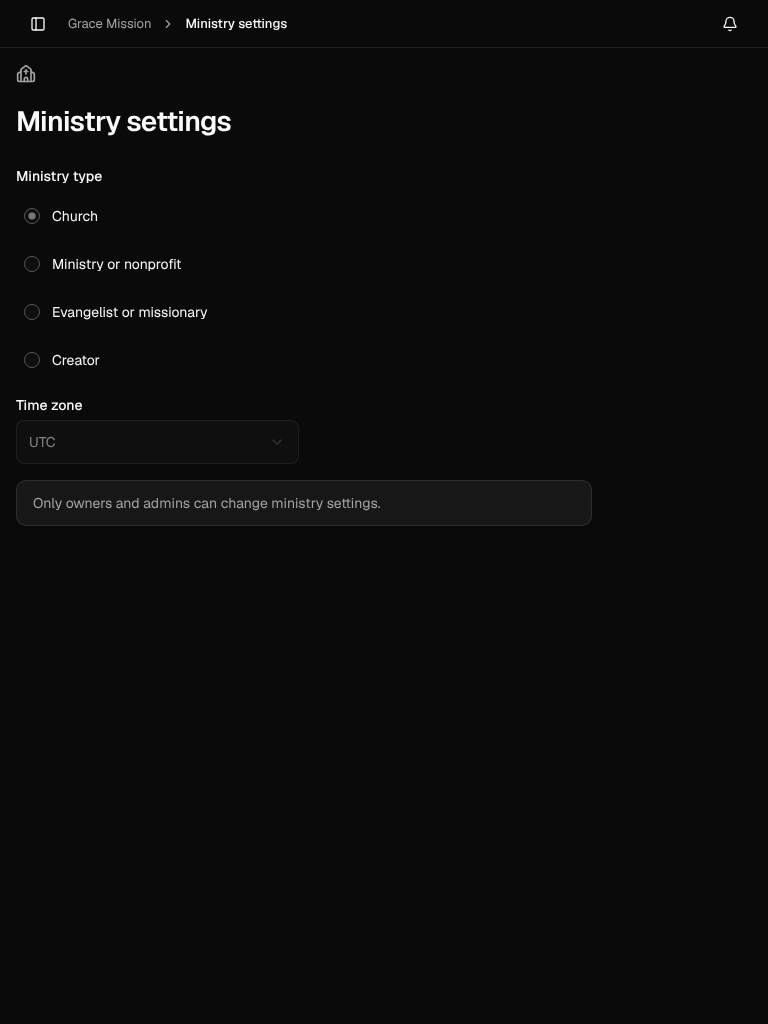 Grace Mission
Ministry settings
Ministry settings
Ministry type
Church
Ministry or nonprofit
Evangelist or missionary
Creator
Time zone
UTC
Only owners and admins can change ministry settings.